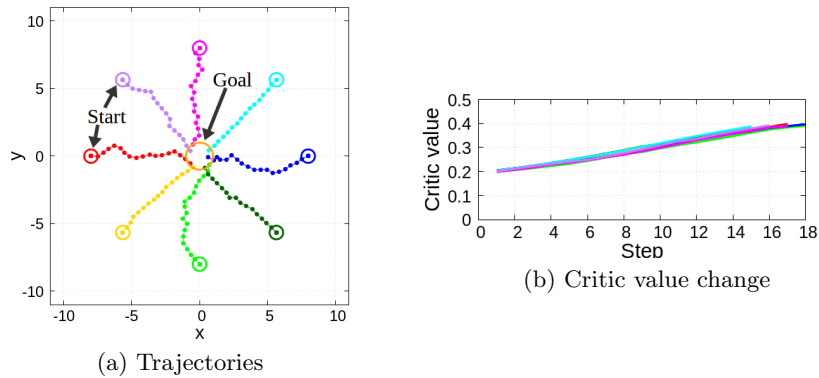 10
5
0
-5
-10
y
-10 -5 0 5 10
x
Start
Goal
(a) Trajectories
0.5
0.4
0.3
0.2
0.1
0
Critic value
0 2 4 6 8 10 12 14 16 18
Step
(b) Critic value change